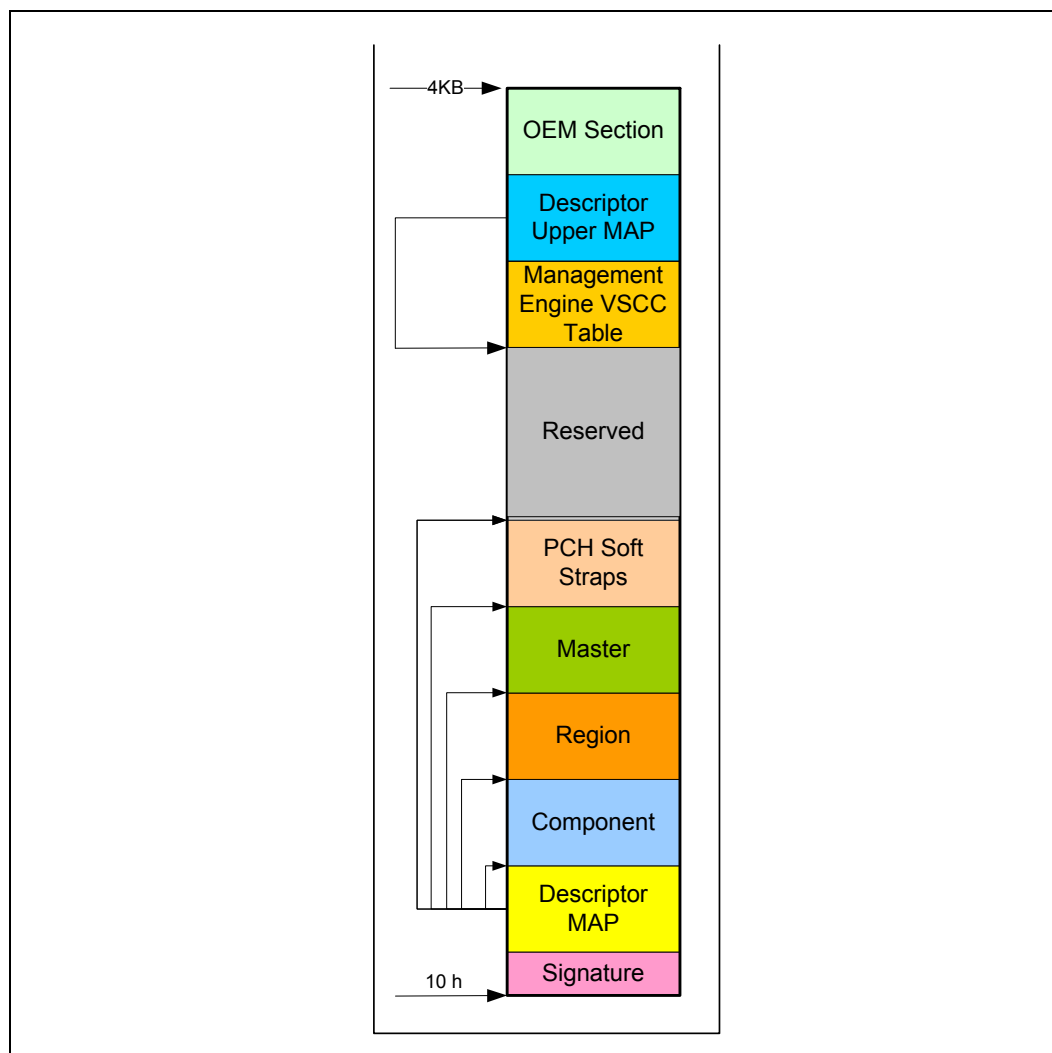 4KB
OEM Section
Descriptor
Upper MAP
Management
Engine VSCC
Table
Reserved
PCH Soft
Straps
Master
Region
Component
Descriptor
MAP
10 h
Signature